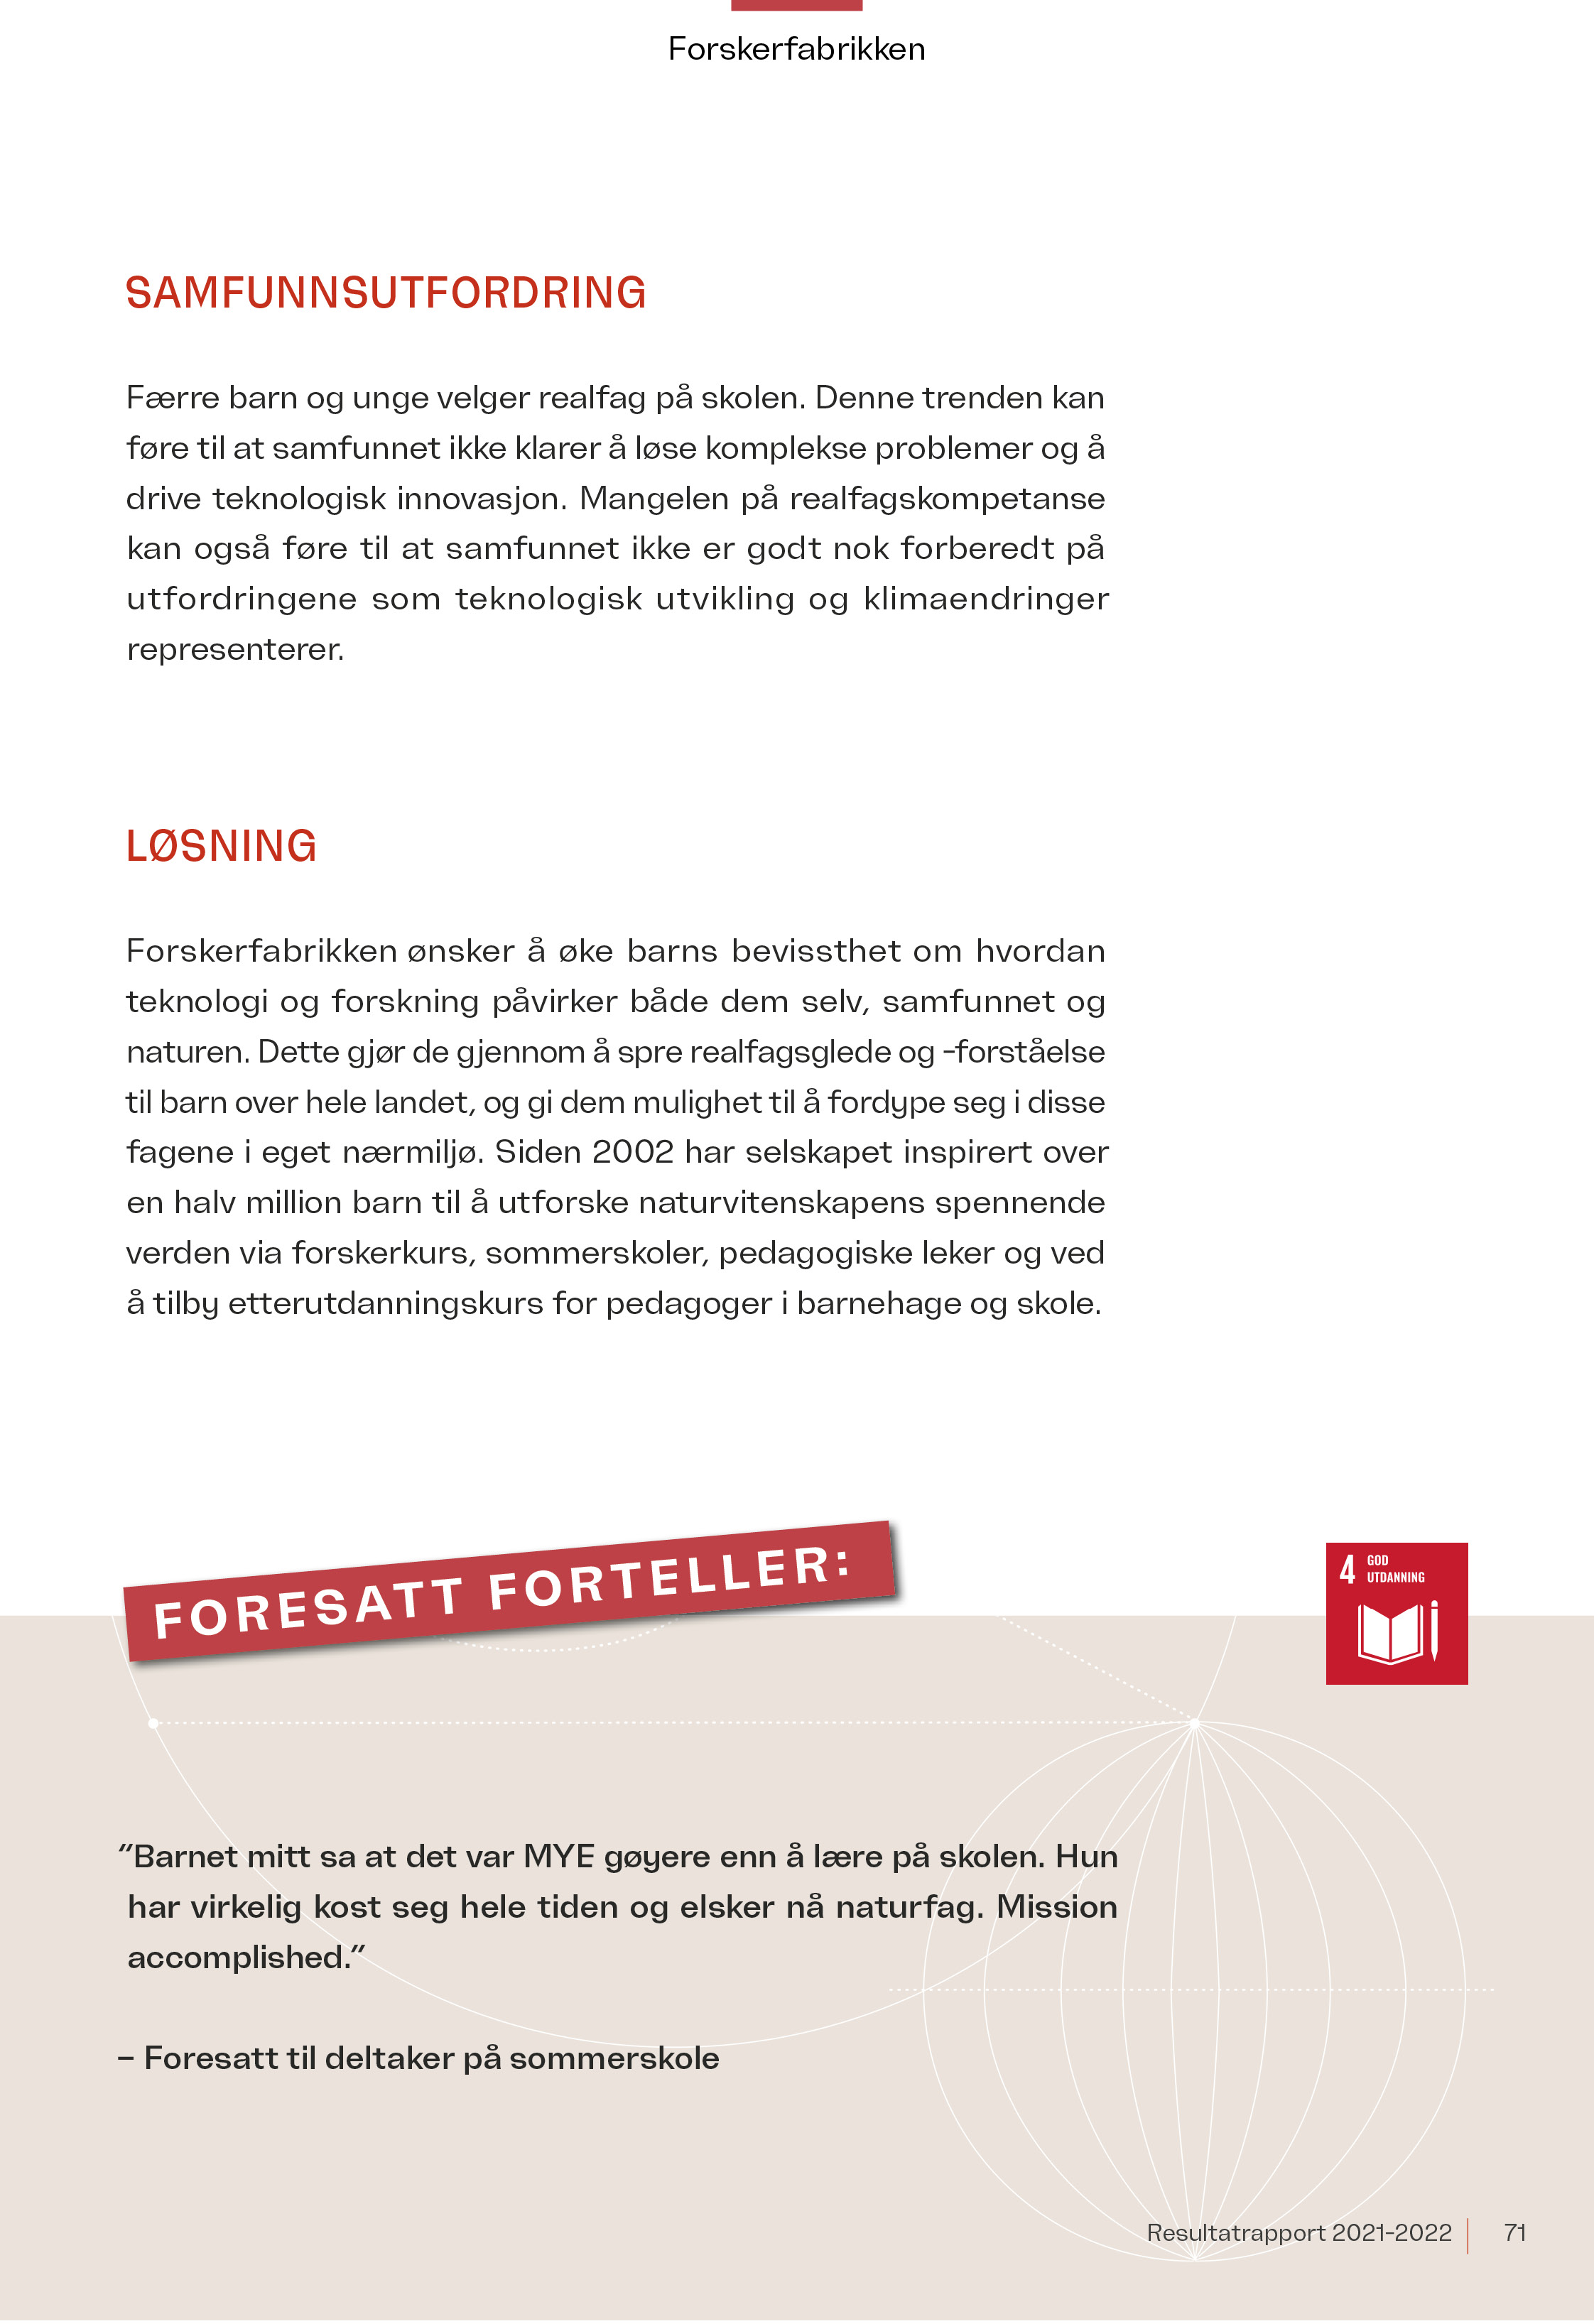 Forskerfabrikken
SAMFUNNSUTFORDRING
Færre barn og unge velger realfag på skolen. Denne trenden kan
føre til at samfunnet ikke klarer å løse komplekse problemer og å
drive teknologisk innovasjon. Mangelen på realfagskompetanse
kan også føre til at samfunnet ikke er godt nok forberedt på
utfordringene som teknologisk utvikling og klimaendringer
representerer.
LØSNING
Forskerfabrikken ønsker å øke barns bevissthet om hvordan
teknologi og forskning påvirker både dem selv, samfunnet og
naturen. Dette gjør de gjennom å spre realfagsglede og -forståelse
til barn over hele landet, og gi dem mulighet til å fordype seg i disse
fagene i eget nærmiljø. Siden 2002 har selskapet inspirert over
en halv million barn til å utforske naturvitenskapens spennende
verden via forskerkurs, sommerskoler, pedagogiske leker og ved
å tilby etterutdanningskurs for pedagoger i barnehage og skole.
FORESATT FORTELLER:
4 GOD
UTDANNING
"Barnet mitt sa at det var MYE gøyere enn å lære på skolen. Hun
har virkelig kost seg hele tiden og elsker nå naturfag. Mission
accomplished."
– Foresatt til deltaker på sommerskole
Resultatrapport 2021-2022 71